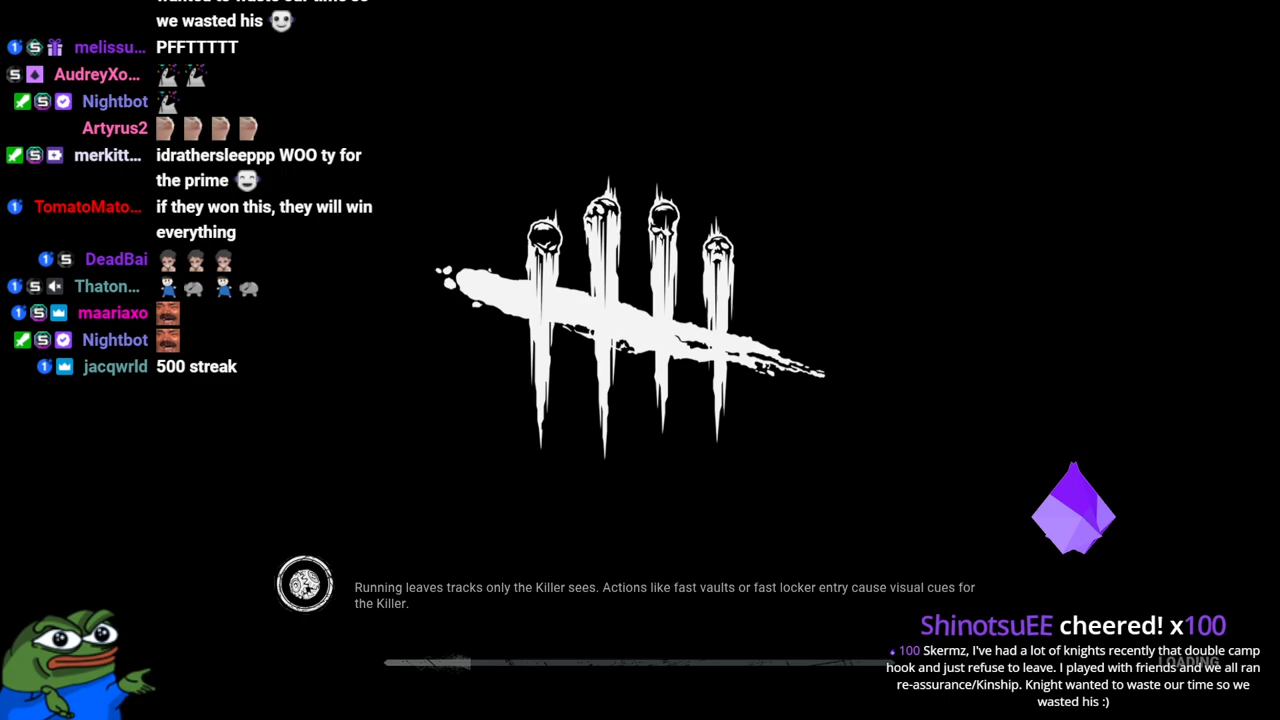 we wasted his
melissu... PFFTTTTT
AudreyXo...
Nightbot
Artyrus2
merkitt... idrathersleeppp WOO ty for
the prime
TomatoMato... if they won this, they will win
everything
DeadBai
Thaton...
maariaxo
Nightbot
jacqwrld 500 streak
Running leaves tracks only the Killer sees. Actions like fast vaults or fast locker entry cause visual cues for
the Killer.
LOADING
ShinotsuEE cheered! x100
100 Skermz, I've had a lot of knights recently that double camp
hook and just refuse to leave. I played with friends and we all ran
re-assurance/Kinship. Knight wanted to waste our time so we
wasted his :)